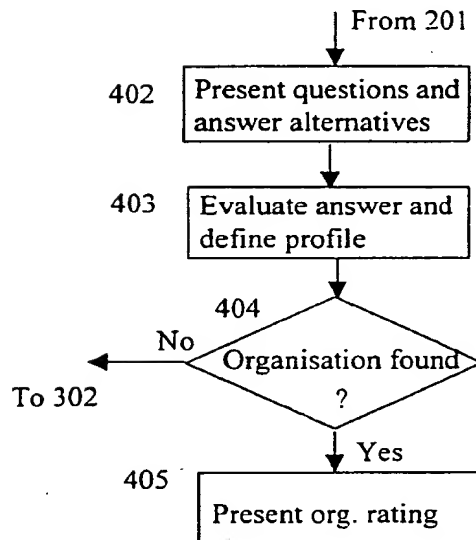 From 201
402
Present questions and
answer alternatives
403
Evaluate answer and
define profile
404
No
Organisation found
?
To 302
Yes
405
Present org. rating